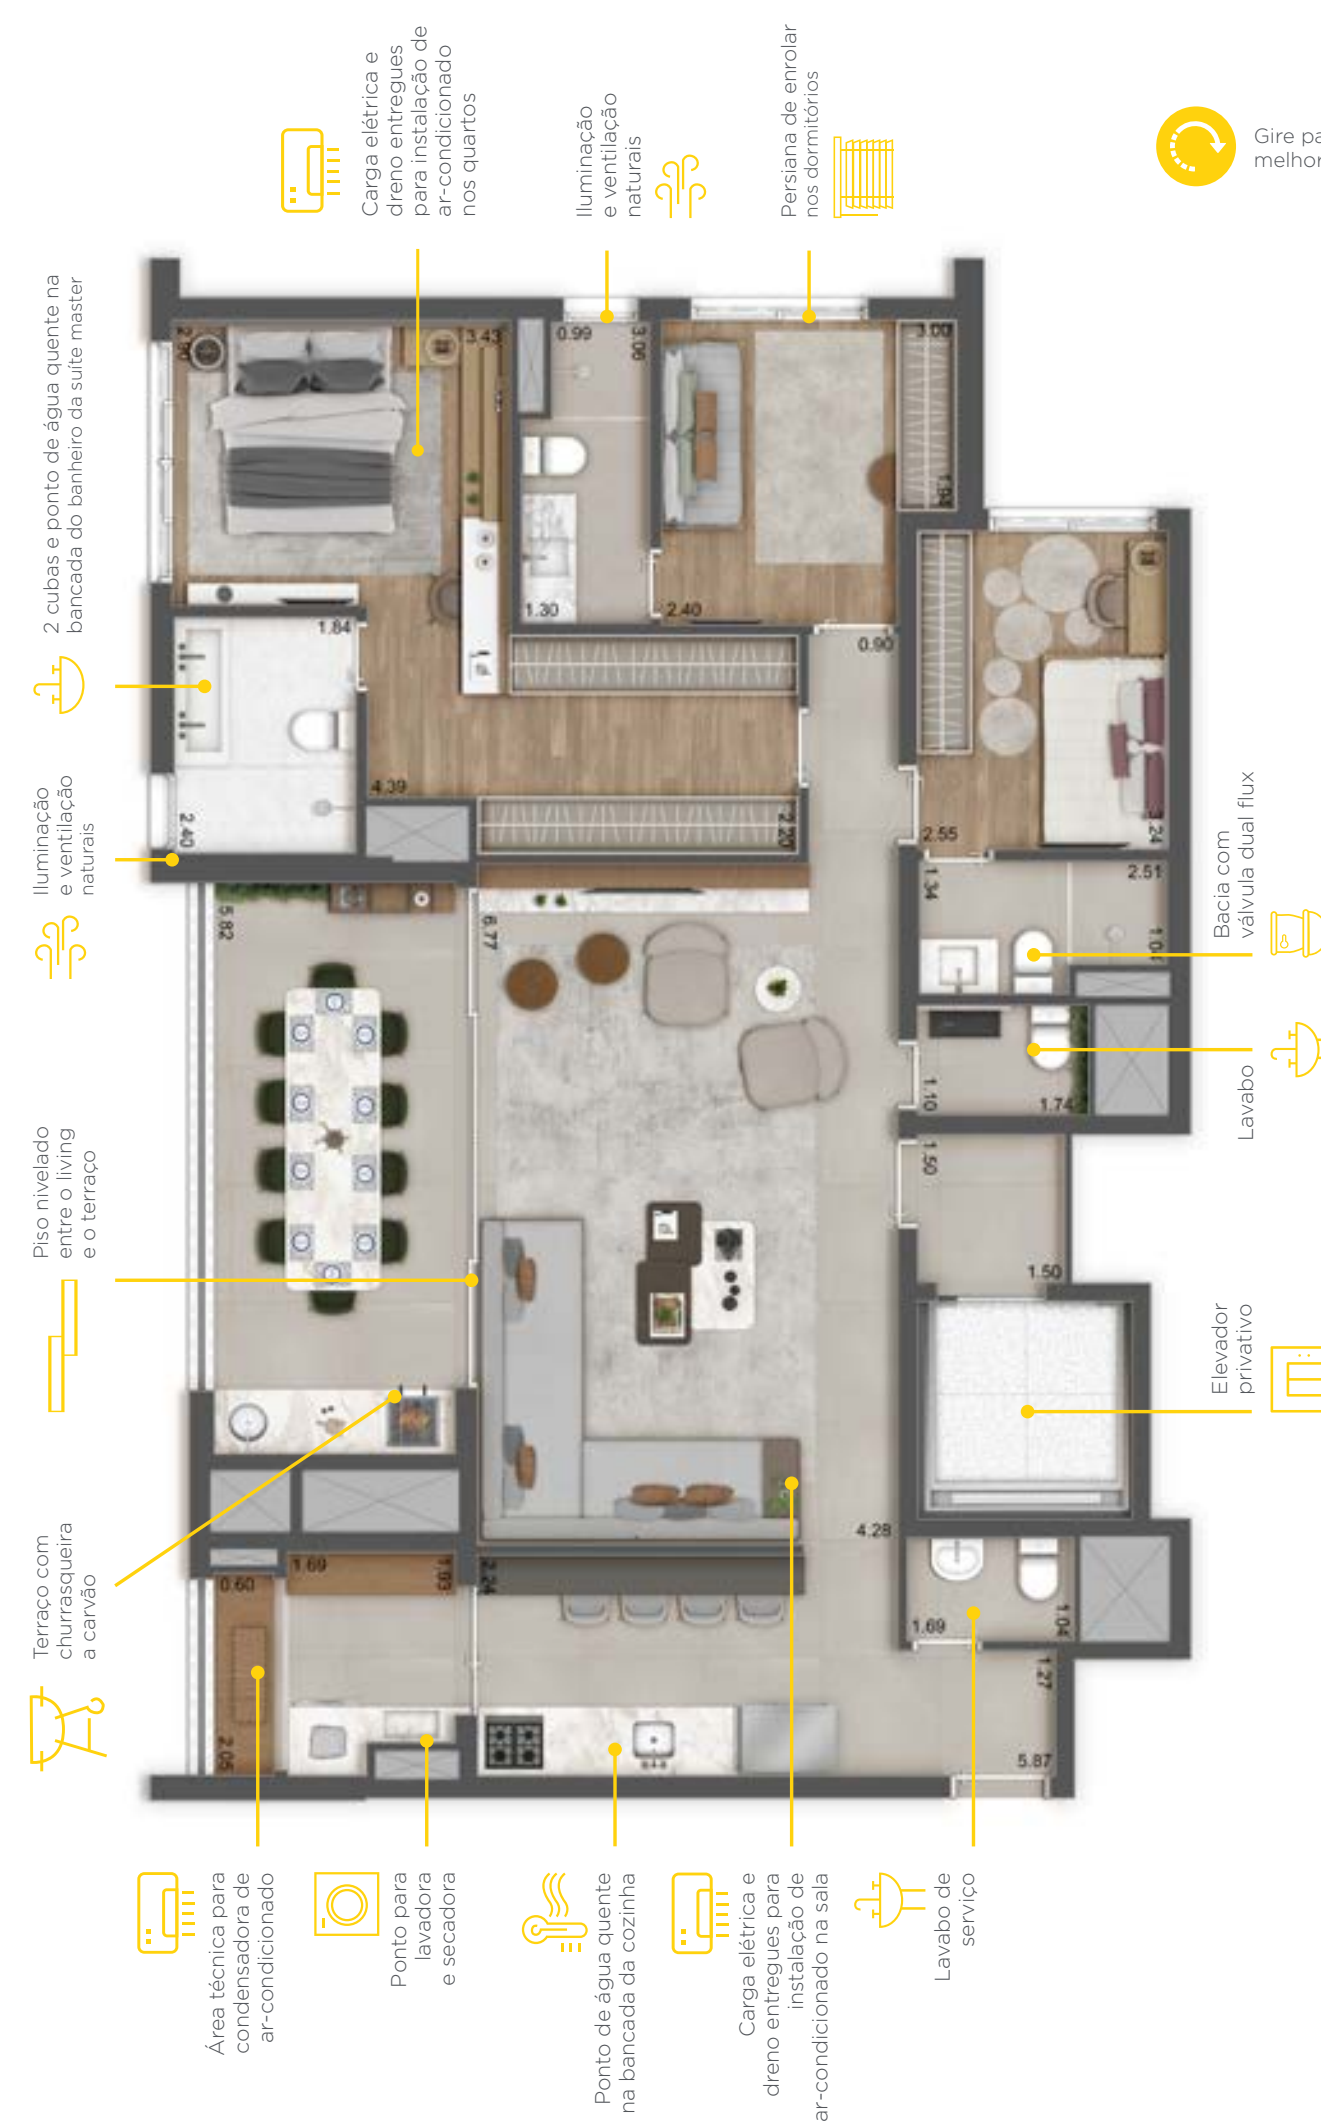 Carga elétrica e
dreno entregues
para instalação de
ar-condicionado
nos quartos
Iluminação
e ventilação
naturais
Persiana de enrolar
nos dormitórios
Gire pa
melhor
2 cubas e ponto de água quente na
bancada do banheiro da suíte master
Iluminação
e ventilação
naturais
Piso nivelado
entre o living
e o terraço
Terraço com
churrasqueira
a carvão
Bacia com
válvula dual flux
Lavabo
Elevador
privativo
Área técnica para
condensadora de
ar-condicionado
Ponto para
lavadora
e secadora
Ponto de água quente
na bancada da cozinha
Carga elétrica e
dreno entregues para
instalação de
ar-condicionado na sala
Lavabo de
serviço
3.43
0.99
3.06
3.00
1.30
2.40
1.84
0.90
4.39
2.40
2.20
2.55
3.24
1.34
2.51
5.82
6.77
1.10
1.74
1.50
1.50
4.28
1.69
1.93
2.24
0.60
1.69
1.04
1.27
2.05
5.87